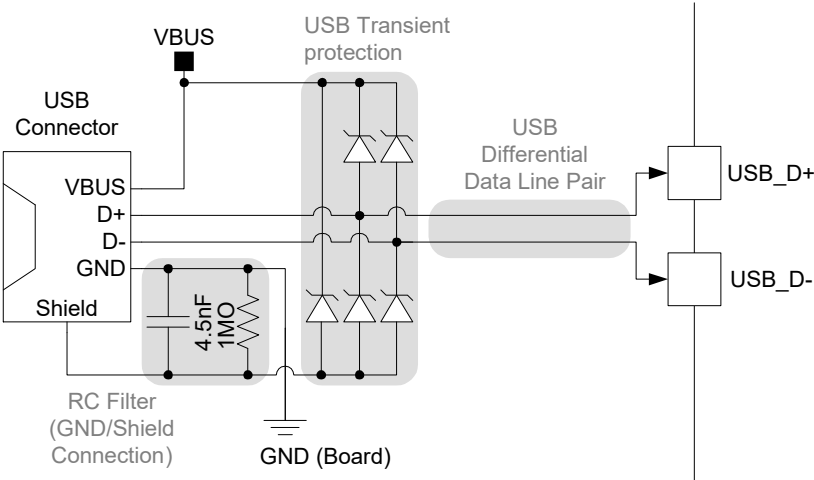 VBUS
USB Transient
protection
USB
Connector
USB
Differential
Data Line Pair
VBUS
D+
D-
GND
Shield
4.5nF
1MO
USB_D+
USB_D-
RC Filter
(GND/Shield
Connection)
GND (Board)